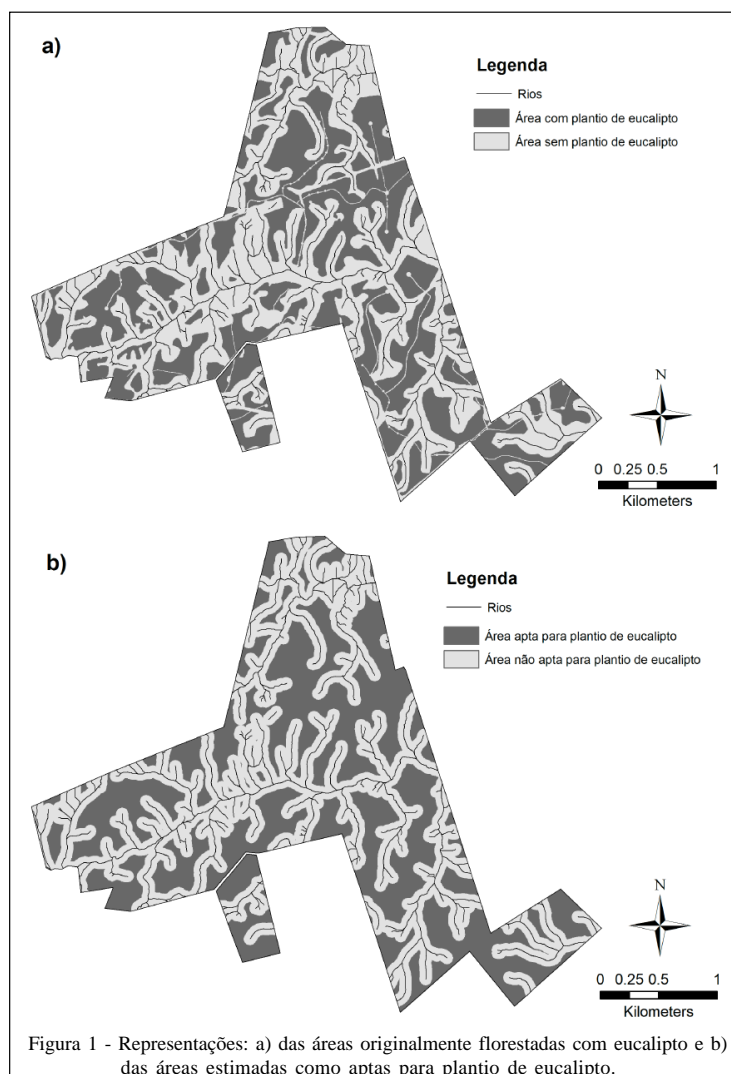 a)
Legenda
Rios
Área com plantio de eucalipto
Área sem plantio de eucalipto
N
0 0.25 0.5 1
Kilometers
b)
Legenda
Rios
Área apta para plantio de eucalipto
Área não apta para plantio de eucalipto
N
0 0.25 0.5 1
Kilometers
Figura 1 - Representações: a) das áreas originalmente florestadas com eucalipto e b)
das áreas estimadas como aptas para plantio de eucalipto.